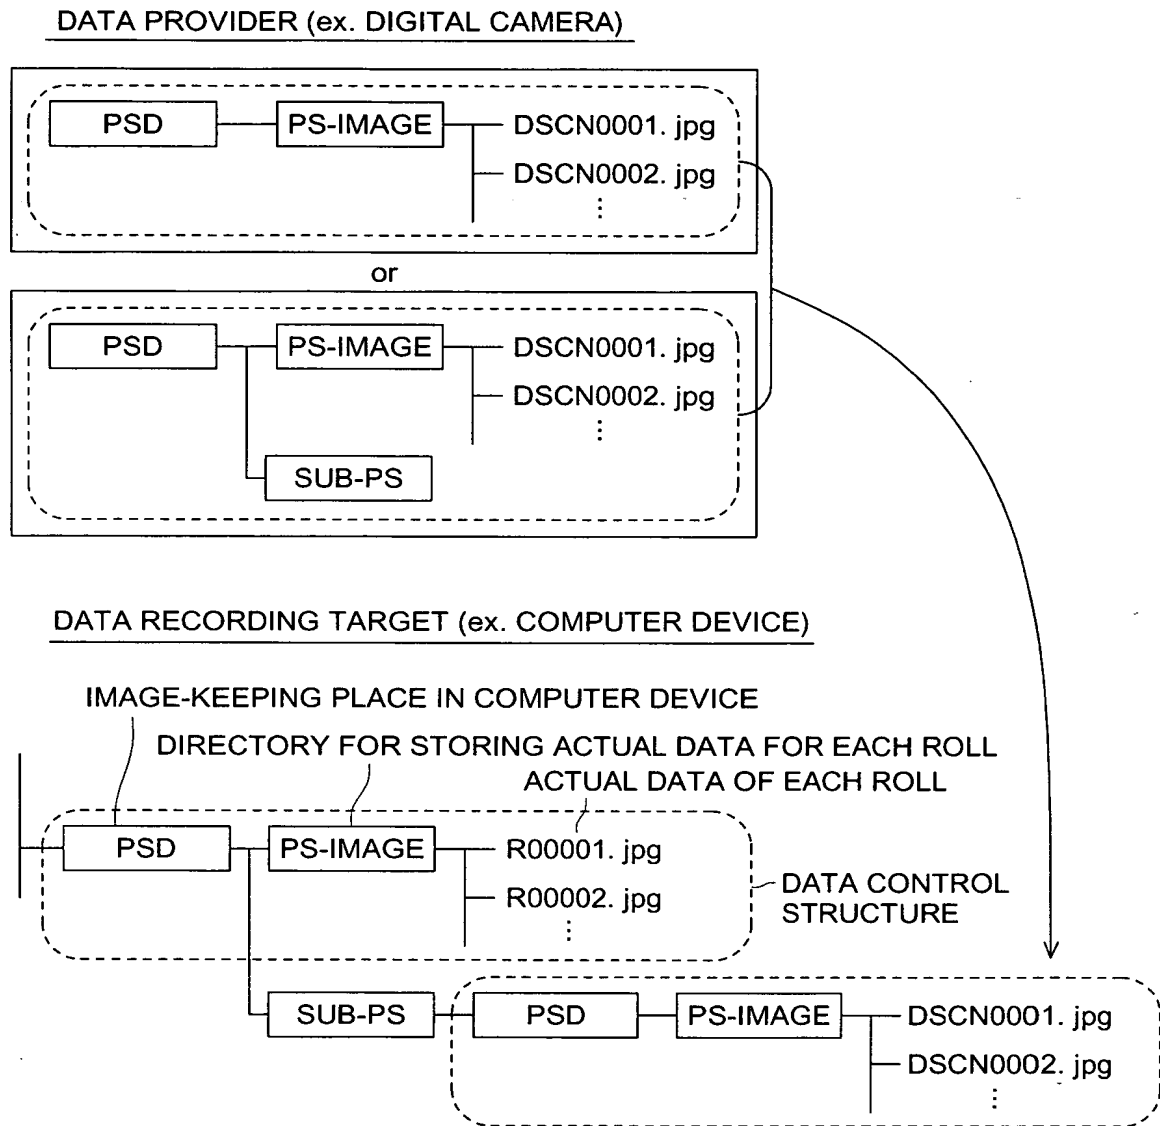 DATA PROVIDER (ex. DIGITAL CAMERA)
PSD PS-IMAGE DSCN0001. jpg
DSCN0002. jpg
⋮
or
PSD PS-IMAGE DSCN0001. jpg
DSCN0002. jpg
⋮
SUB-PS
DATA RECORDING TARGET (ex. COMPUTER DEVICE)
IMAGE-KEEPING PLACE IN COMPUTER DEVICE
DIRECTORY FOR STORING ACTUAL DATA FOR EACH ROLL
ACTUAL DATA OF EACH ROLL
PSD PS-IMAGE R00001. jpg
R00002. jpg
⋮
DATA CONTROL
STRUCTURE
SUB-PS PSD PS-IMAGE DSCN0001. jpg
DSCN0002. jpg
⋮